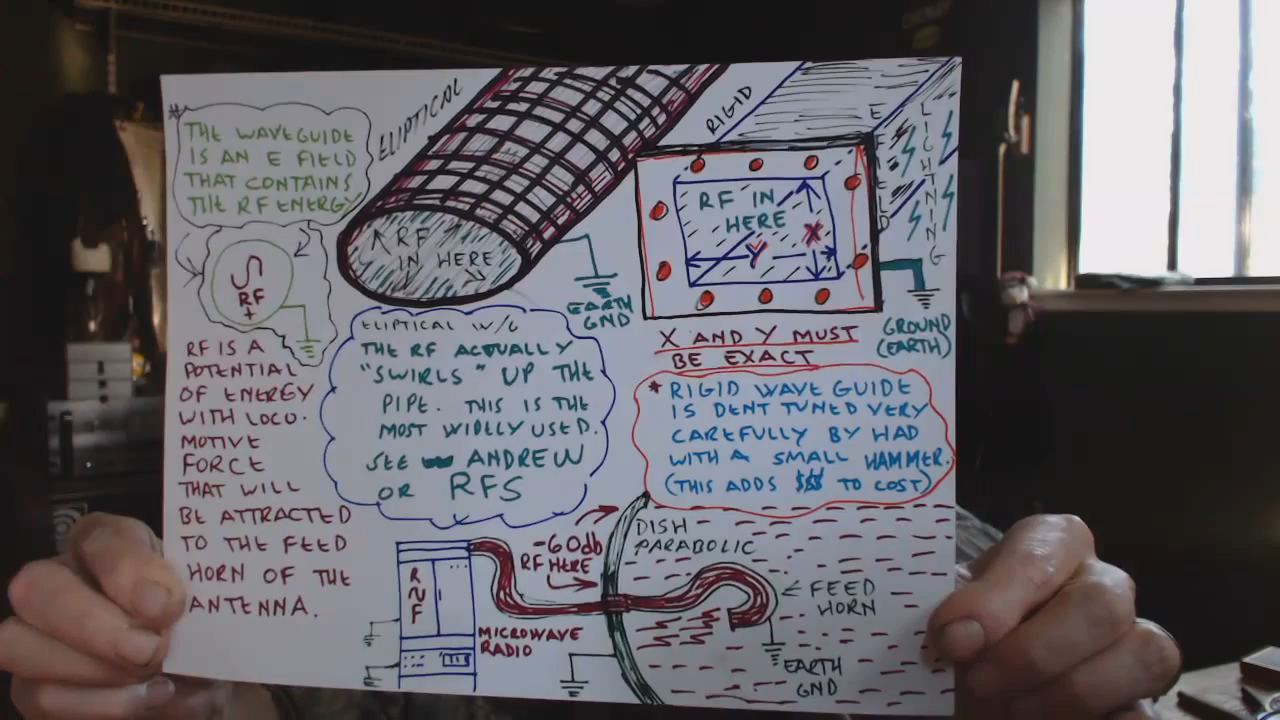 * THE WAVEGUIDE
IS AN E FIELD
THAT CONTAINS
THE RF ENERGY
RF
+
RF IS A
POTENTIAL
OF ENERGY
WITH LOCO-
MOTIVE
FORCE
THAT WILL
BE ATTRACTED
TO THE FEED
HORN OF THE
ANTENNA.
ELIPTICAL
RF
IN HERE
EARTH
GND
ELIPTICAL W/G
THE RF ACTUALLY
"SWIRLS" UP THE
PIPE. THIS IS THE
MOST WIDELY USED.
SEE ANDREW
OR RFS
RIGID
RF IN
HERE
X
Y
E FIELD
LIGHTNING
GROUND
(EARTH)
X AND Y MUST
BE EXACT
* RIGID WAVE GUIDE
IS DENT TUNED VERY
CAREFULLY BY HAD
WITH A SMALL HAMMER.
(THIS ADDS $$$ TO COST)
DISH
PARABOLIC
-60db
RF HERE
FEED
HORN
MICROWAVE
RADIO
EARTH
GND